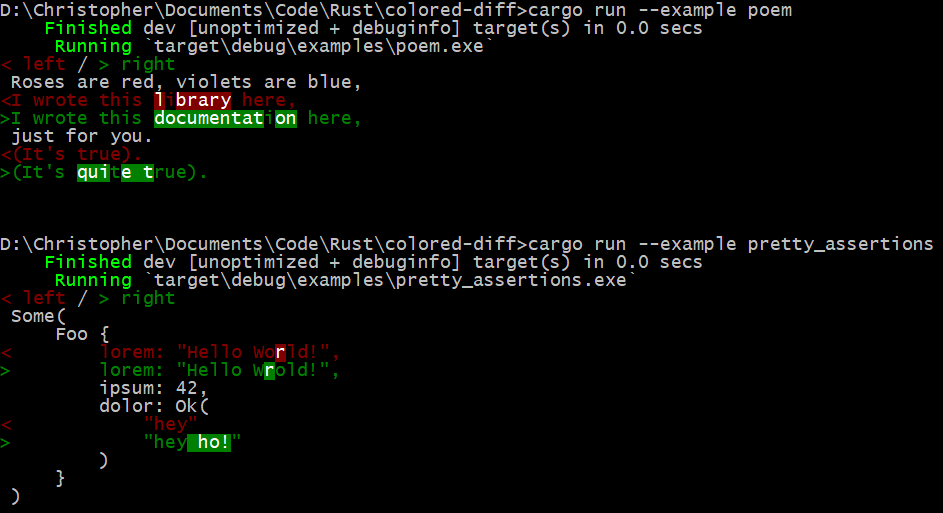 D:\Christopher\Documents\Code\Rust\colored-diff>cargo run --example poem
    Finished dev [unoptimized + debuginfo] target(s) in 0.0 secs
     Running `target\debug\examples\poem.exe`
< left / > right
 Roses are red, violets are blue,
<I wrote this library here,
>I wrote this documentation here,
 just for you.
<(It's true).
>(It's quite true).
D:\Christopher\Documents\Code\Rust\colored-diff>cargo run --example pretty_assertions
    Finished dev [unoptimized + debuginfo] target(s) in 0.0 secs
     Running `target\debug\examples\pretty_assertions.exe`
< left / > right
 Some(
     Foo {
<        lorem: "Hello World!",
>        lorem: "Hello Wrold!",
         ipsum: 42,
         dolor: Ok(
<            "hey"
>            "hey ho!"
         )
     }
 )